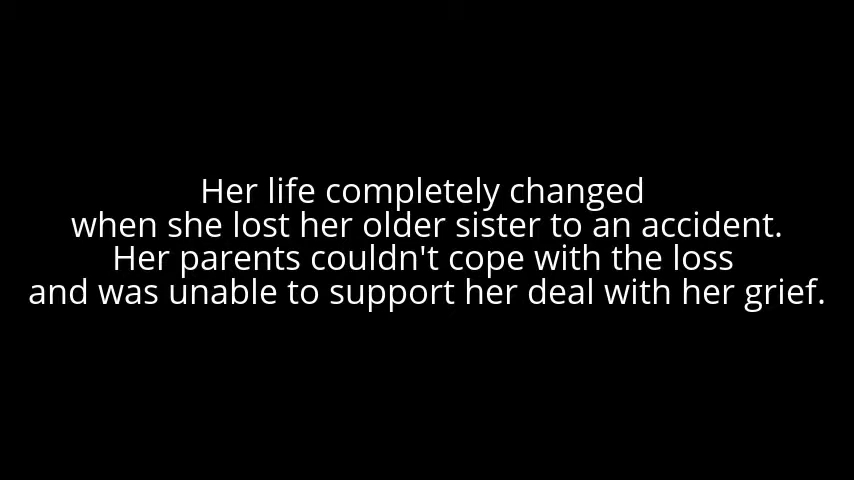 Her life completely changed
when she lost her older sister to an accident.
Her parents couldn't cope with the loss
and was unable to support her deal with her grief.